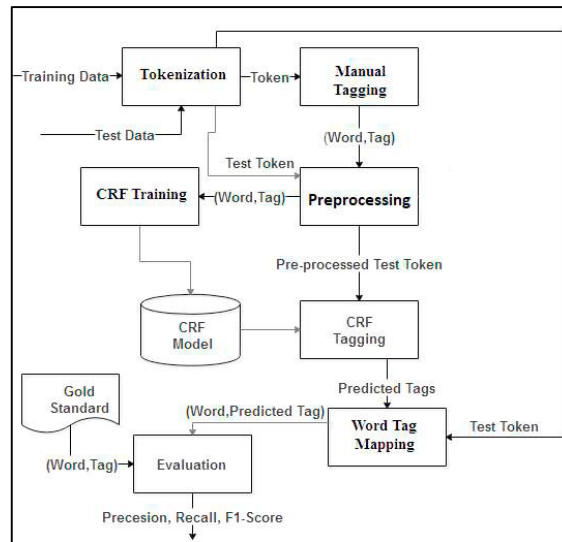 Training Data
Tokenization
Token
Manual
Tagging
Test Data
(Word,Tag)
Test Token
CRF Training
(Word,Tag)
Preprocessing
Pre-processed Test Token
CRF
Model
CRF
Tagging
Predicted Tags
Gold
Standard
(Word,Predicted Tag)
Word Tag
Mapping
Test Token
(Word,Tag)
Evaluation
Precesion, Recall, F1-Score